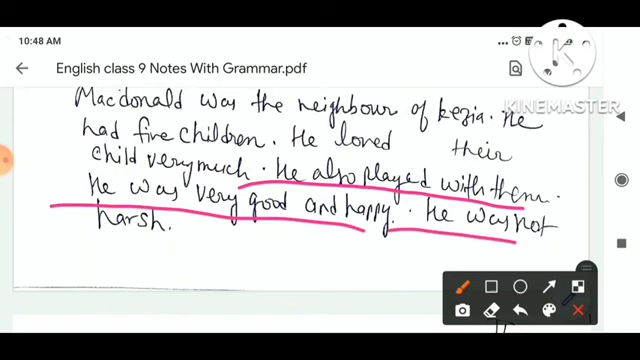 10:48 AM
English class 9 Notes With Grammar.pdf
KINEMASTER
Macdonald was the neighbour of kezia. He
had five children. He loved their
child very much. He also played with them.
He was very good and happy. He was not
harsh.